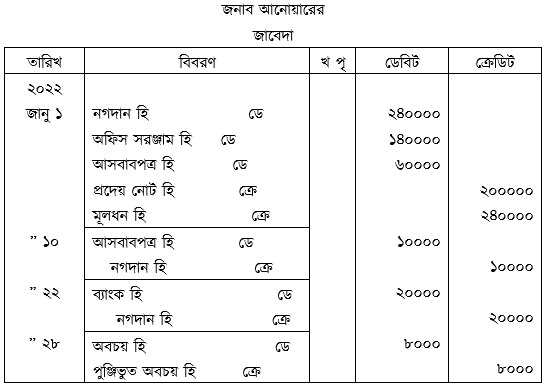 জনাব আনোয়ারের
জাবেদা
তারিখ বিবরণ খ পৃ ডেবিট ক্রেডিট
২০২২
জানু ১ নগদান হি ডে ২৪০০০০
অফিস সরঞ্জাম হি ডে ১৪০০০০
আসবাবপত্র হি ডে ৬০০০০
প্রদেয় নোট হি ক্রে ২০০০০০
মূলধন হি ক্রে ২৪০০০০
” ১০ আসবাবপত্র হি ডে ১০০০০
নগদান হি ক্রে ১০০০০
” ২২ ব্যাংক হি ডে ২০০০০
নগদান হি ক্রে ২০০০০
” ২৮ অবচয় হি ডে ৮০০০
পুঞ্জিভুত অবচয় হি ক্রে ৮০০০